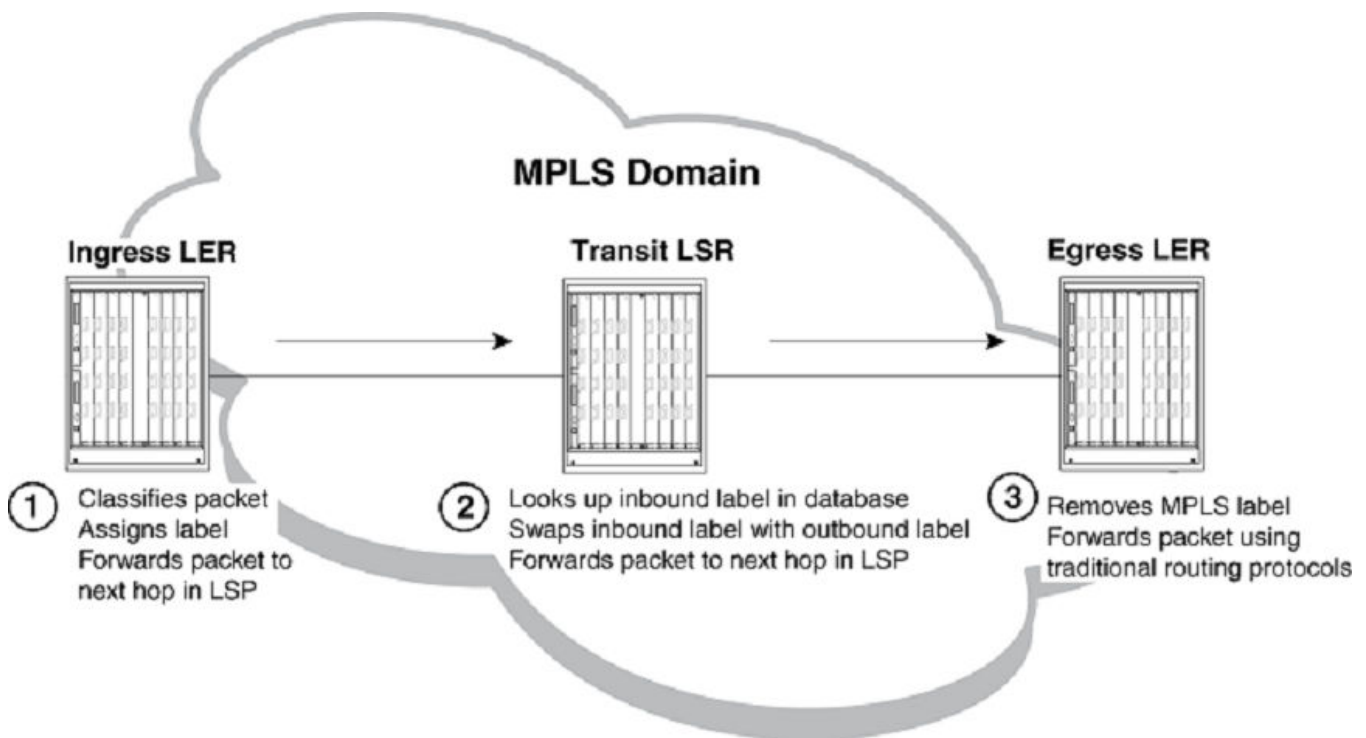 MPLS Domain
Ingress LER
Transit LSR
Egress LER
1
Classifies packet
Assigns label
Forwards packet to
next hop in LSP
2
Looks up inbound label in database
Swaps inbound label with outbound label
Forwards packet to next hop in LSP
3
Removes MPLS label
Forwards packet using
traditional routing protocols